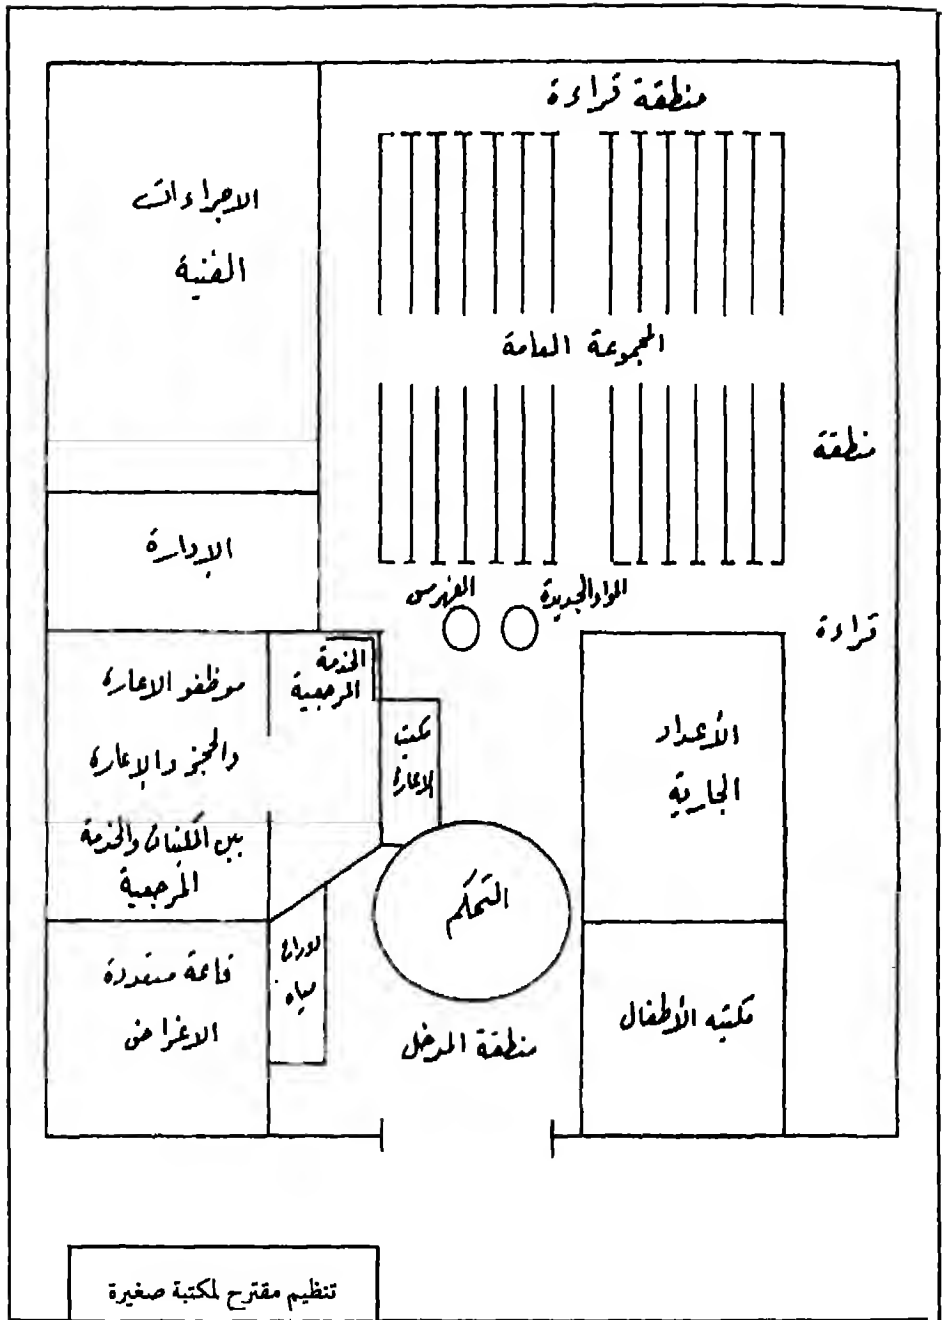 منطقة قراءة
الاجراءات
الفنية
المجموعة العامة
منطقة
قراءة
الإدارة
الفهرس
المواد الجديدة
الخدمة
المرجعية
موظفو الاعارة
والحجز والإعارة
بين المكتبات والخدمة
المرجعية
مكتب
الاعارة
الأعداد
الجارية
التحكم
قاعة متعددة
الاغراض
دورات
مياه
منطقة المدخل
مكتبه الأطفال
تنظيم مقترح لمكتبة صغيرة